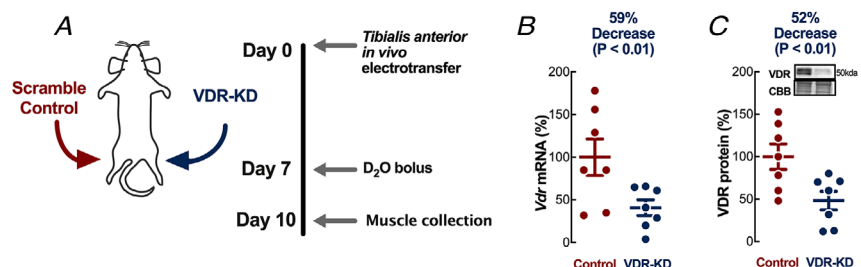 A
Scramble
Control
VDR-KD
Day 0
Tibialis anterior
in vivo
electrotransfer
Day 7
D₂O bolus
Day 10
Muscle collection
B
59%
Decrease
(P < 0.01)
Vdr mRNA (%)
200
150
100
50
0
Control VDR-KD
C
52%
Decrease
(P < 0.01)
VDR
50kda
CBB
VDR protein (%)
200
150
100
50
0
Control VDR-KD